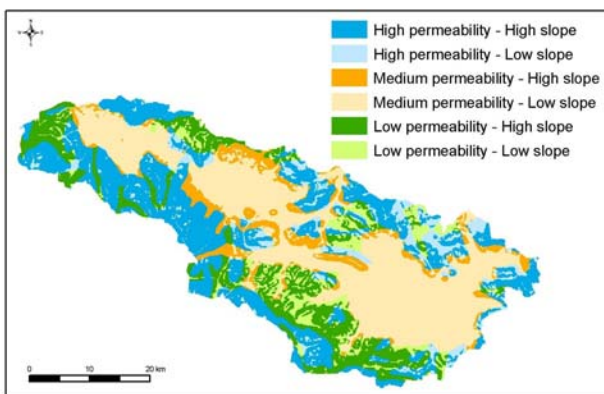 High permeability - High slope
High permeability - Low slope
Medium permeability - High slope
Medium permeability - Low slope
Low permeability - High slope
Low permeability - Low slope
0 10 20 km